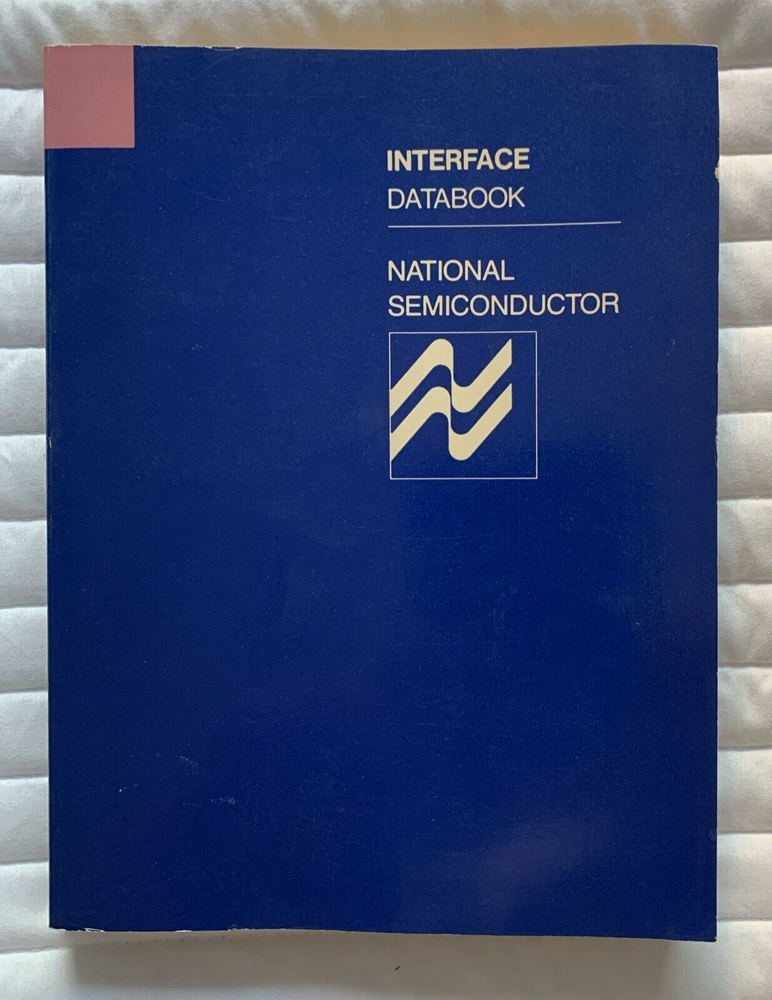 INTERFACE
DATABOOK
NATIONAL
SEMICONDUCTOR